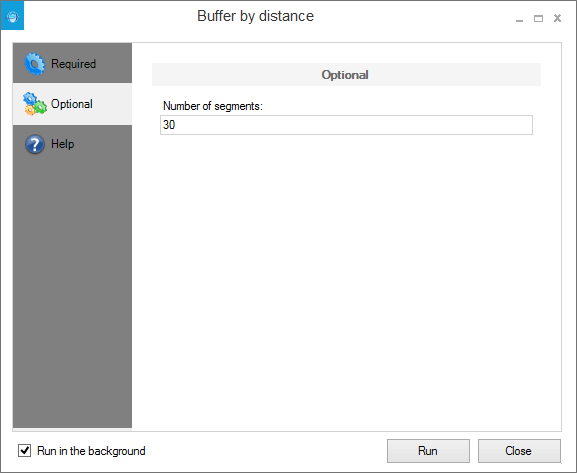 Buffer by distance
Required
Optional
Help
Optional
Number of segments:
30
Run in the background
Run
Close